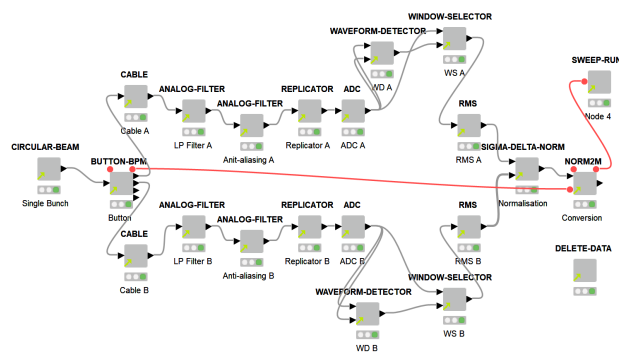 WAVEFORM-DETECTOR
WINDOW-SELECTOR
SWEEP-RUN
WD A
WS A
Node 4
CABLE
ANALOG-FILTER
ANALOG-FILTER
REPLICATOR
ADC
RMS
Cable A
LP Filter A
Anit-aliasing A
Replicator A
ADC A
RMS A
CIRCULAR-BEAM
BUTTON-BPM
SIGMA-DELTA-NORM
NORM2M
Single Bunch
Button
Normalisation
Conversion
CABLE
ANALOG-FILTER
ANALOG-FILTER
REPLICATOR
ADC
RMS
DELETE-DATA
Cable B
LP Filter B
Anti-aliasing B
Replicator B
ADC B
RMS B
WAVEFORM-DETECTOR
WINDOW-SELECTOR
WD B
WS B